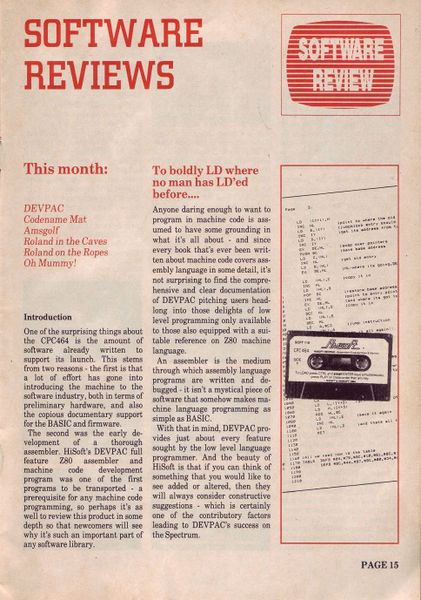 SOFTWARE
REVIEWS
SOFTWARE
REVIEW
This month:
DEVPAC
Codename Mat
Amsgolf
Roland in the Caves
Roland on the Ropes
Oh Mummy!
Introduction
One of the surprising things about
the CPC464 is the amount of
software already written to
support its launch. This stems
from two reasons - the first is that
a lot of effort has gone into
introducing the machine to the
software industry, both in terms of
preliminary hardware, and also
the copious documentary support
for the BASIC and firmware.
The second was the early de-
velopment of a thorough
assembler. HiSoft's DEVPAC full
feature Z80 assembler and
machine code development
program was one of the first
programs to be transported - a
prerequisite for any machine code
programming, so perhaps it's as
well to review this product in some
depth so that newcomers will see
why it's such an important part of
any software library.
To boldly LD where
no man has LD'ed
before....
Anyone daring enough to want to
program in machine code is as-
sumed to have some grounding in
what it's all about - and since
every book that's ever been writ-
ten about machine code covers ass-
embly language in some detail, it's
not surprising to find the compre-
hensive and clear documentation
of DEVPAC pitching users head-
long into those delights of low
level programming only available
to those also equipped with a sui-
table reference on Z80 machine
language.
An assembler is the medium
through which assembly language
programs are written and de-
bugged - it isn't a mystical piece of
software that somehow makes ma-
chine language programming as
simple as BASIC!
With that in mind, DEVPAC pro-
vides just about every feature
sought by the low level language
programmer. And the beauty of
HiSoft is that if you can think of
something that you would like to
see added or altered, then they
will always consider constructive
suggestions - which is certainly
one of the contributory factors
leading to DEVPAC's success on
the Spectrum.
Page
Amsoft
CPC 464
PAGE 15